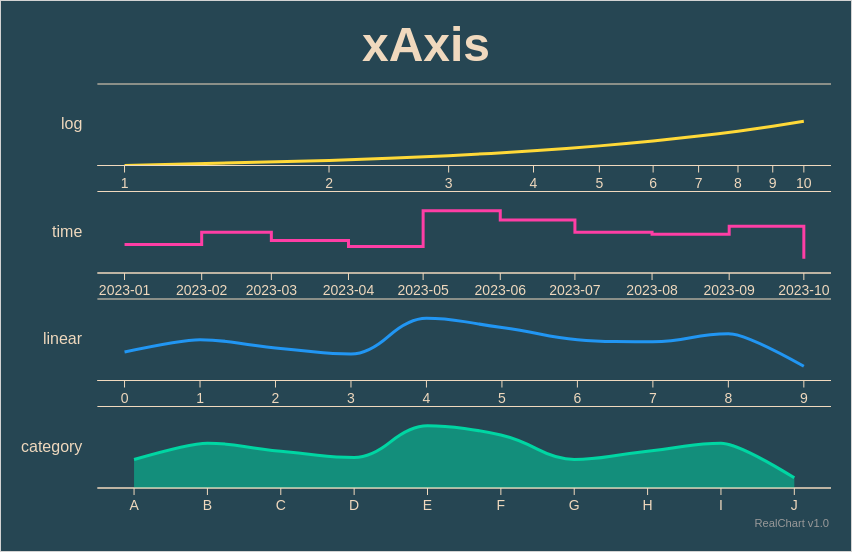 xAxis
log
1 2 3 4 5 6 7 8 9 10
time
2023-01 2023-02 2023-03 2023-04 2023-05 2023-06 2023-07 2023-08 2023-09 2023-10
linear
0 1 2 3 4 5 6 7 8 9
category
A B C D E F G H I J
RealChart v1.0